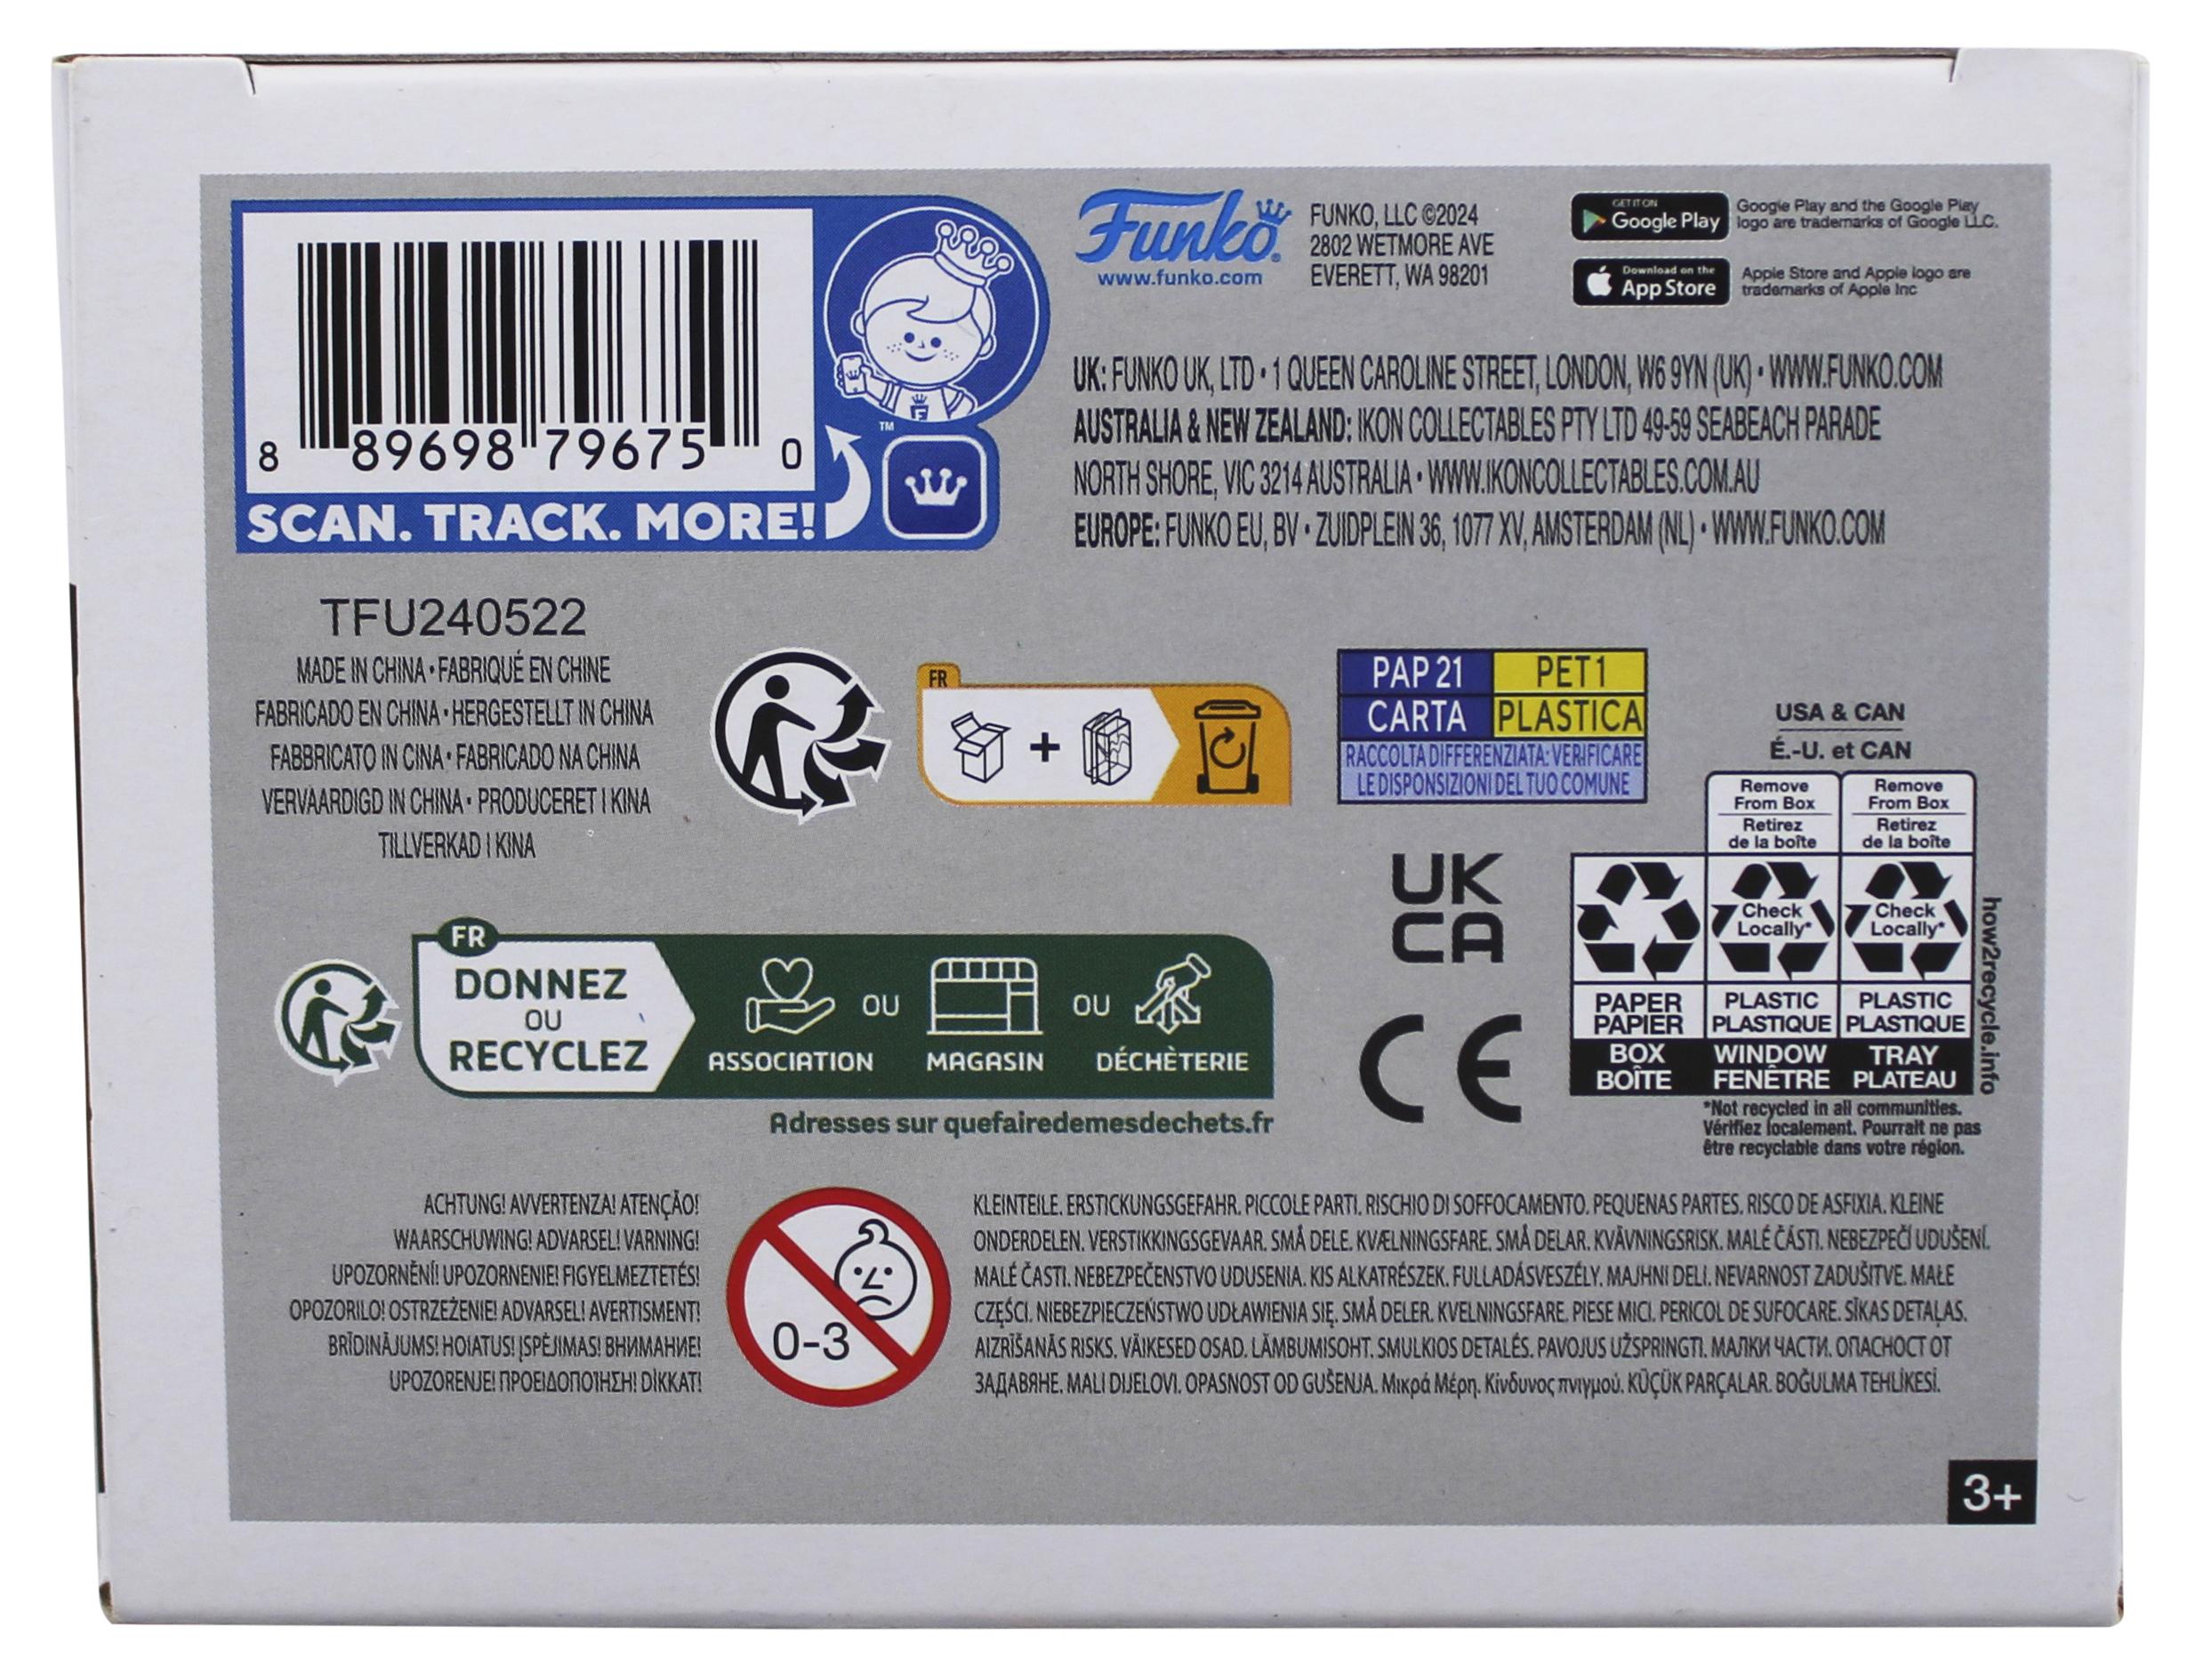 8 89698 79675 0
SCAN. TRACK. MORE!
TM
Funko®
www.funko.com
FUNKO, LLC ©2024
2802 WETMORE AVE
EVERETT, WA 98201
GET IT ON
Google Play
Google Play and the Google Play
logo are trademarks of Google LLC.
Download on the
App Store
Apple Store and Apple logo are
trademarks of Apple Inc
UK: FUNKO UK, LTD • 1 QUEEN CAROLINE STREET, LONDON, W6 9YN (UK) • WWW.FUNKO.COM
AUSTRALIA & NEW ZEALAND: IKON COLLECTABLES PTY LTD 49-59 SEABEACH PARADE
NORTH SHORE, VIC 3214 AUSTRALIA • WWW.IKONCOLLECTABLES.COM.AU
EUROPE: FUNKO EU, BV • ZUIDPLEIN 36, 1077 XV, AMSTERDAM (NL) • WWW.FUNKO.COM
TFU240522
MADE IN CHINA • FABRIQUÉ EN CHINE
FABRICADO EN CHINA • HERGESTELLT IN CHINA
FABBRICATO IN CINA • FABRICADO NA CHINA
VERVAARDIGD IN CHINA • PRODUCERET I KINA
TILLVERKAD I KINA
FR
+
PAP 21
CARTA
PET 1
PLASTICA
RACCOLTA DIFFERENZIATA: VERIFICARE
LE DISPONSIZIONI DEL TUO COMUNE
USA & CAN
É.-U. et CAN
Remove
From Box
Retirez
de la boîte
Remove
From Box
Retirez
de la boîte
Check
Locally*
Check
Locally*
PAPER
PAPIER
PLASTIC
PLASTIQUE
PLASTIC
PLASTIQUE
BOX
BOÎTE
WINDOW
FENÊTRE
TRAY
PLATEAU
how2recycle.info
*Not recycled in all communities.
Vérifiez localement. Pourrait ne pas
être recyclable dans votre région.
UK
CA
CE
FR
DONNEZ
OU
RECYCLEZ
ASSOCIATION
OU
MAGASIN
OU
DÉCHÈTERIE
Adresses sur quefairedemesdechets.fr
ACHTUNG! AVVERTENZA! ATENÇÃO!
WAARSCHUWING! ADVARSEL! VARNING!
UPOZORNĚNÍ! UPOZORNENIE! FIGYELMEZTETÉS!
OPOZORILO! OSTRZEŻENIE! ADVARSEL! AVERTISMENT!
BRĪDINĀJUMS! HOIATUS! ĮSPĖJIMAS! ВНИМАНИЕ!
UPOZORENJE! ΠΡΟΕΙΔΟΠΟΊΗΣΗ! DİKKAT!
0-3
KLEINTEILE. ERSTICKUNGSGEFAHR. PICCOLE PARTI. RISCHIO DI SOFFOCAMENTO. PEQUENAS PARTES. RISCO DE ASFIXIA. KLEINE
ONDERDELEN. VERSTIKKINGSGEVAAR. SMÅ DELE. KVÆLNINGSFARE. SMÅ DELAR. KVÄVNINGSRISK. MALÉ ČÁSTI. NEBEZPEČÍ UDUŠENÍ.
MALÉ ČASTI. NEBEZPEČENSTVO UDUSENIA. KIS ALKATRÉSZEK. FULLADÁSVESZÉLY. MAJHNI DELI. NEVARNOST ZADUŠITVE. MAŁE
CZĘŚCI. NIEBEZPIECZEŃSTWO UDŁAWIENIA SIĘ. SMÅ DELER. KVELNINGSFARE. PIESE MICI. PERICOL DE SUFOCARE. SĪKAS DETAĻAS.
AIZRĪŠANĀS RISKS. VÄIKESED OSAD. LÄMBUMISOHT. SMULKIOS DETALĖS. PAVOJUS UŽSPRINGTI. МАЛКИ ЧАСТИ. ОПАСНОСТ ОТ
ЗАДАВЯНЕ. MALI DIJELOVI. OPASNOST OD GUŠENJA. Μικρά Μέρη. Κίνδυνος πνιγμού. KÜÇÜK PARÇALAR. BOĞULMA TEHLİKESİ.
3+